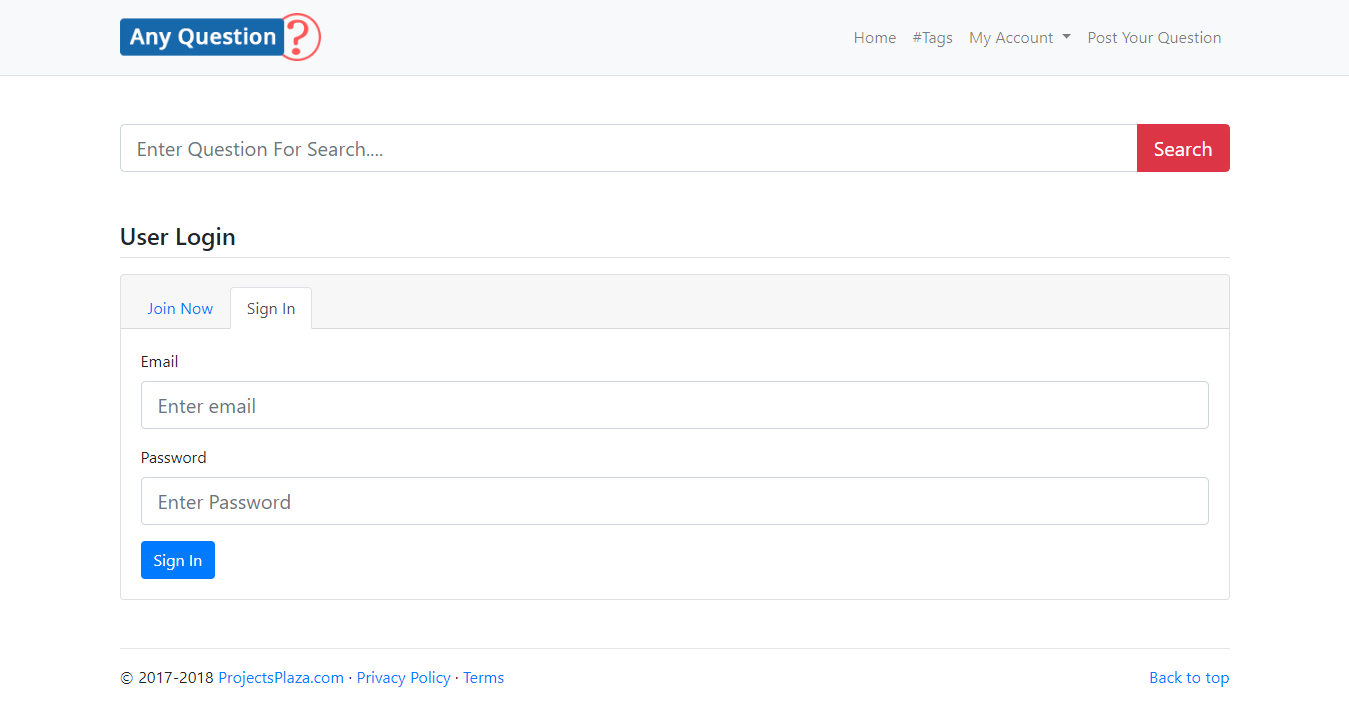 Any Question ?
Home #Tags My Account Post Your Question
Enter Question For Search....
Search
User Login
Join Now
Sign In
Email
Enter email
Password
Enter Password
Sign In
© 2017-2018 ProjectsPlaza.com · Privacy Policy · Terms
Back to top